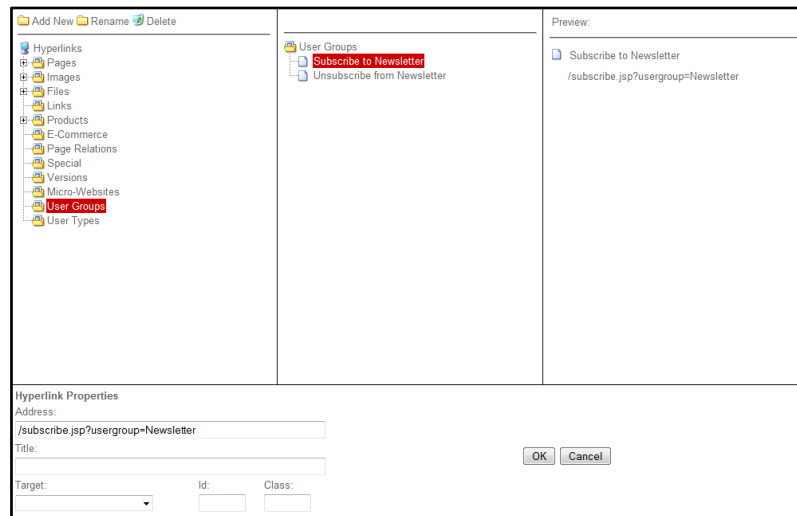 Add New Rename Delete
Hyperlinks
Pages
Images
Files
Links
Products
E-Commerce
Page Relations
Special
Versions
Micro-Websites
User Groups
User Types
User Groups
Subscribe to Newsletter
Unsubscribe from Newsletter
Preview:
Subscribe to Newsletter
/subscribe.jsp?usergroup=Newsletter
Hyperlink Properties
Address:
/subscribe.jsp?usergroup=Newsletter
Title:
OK Cancel
Target: Id: Class: